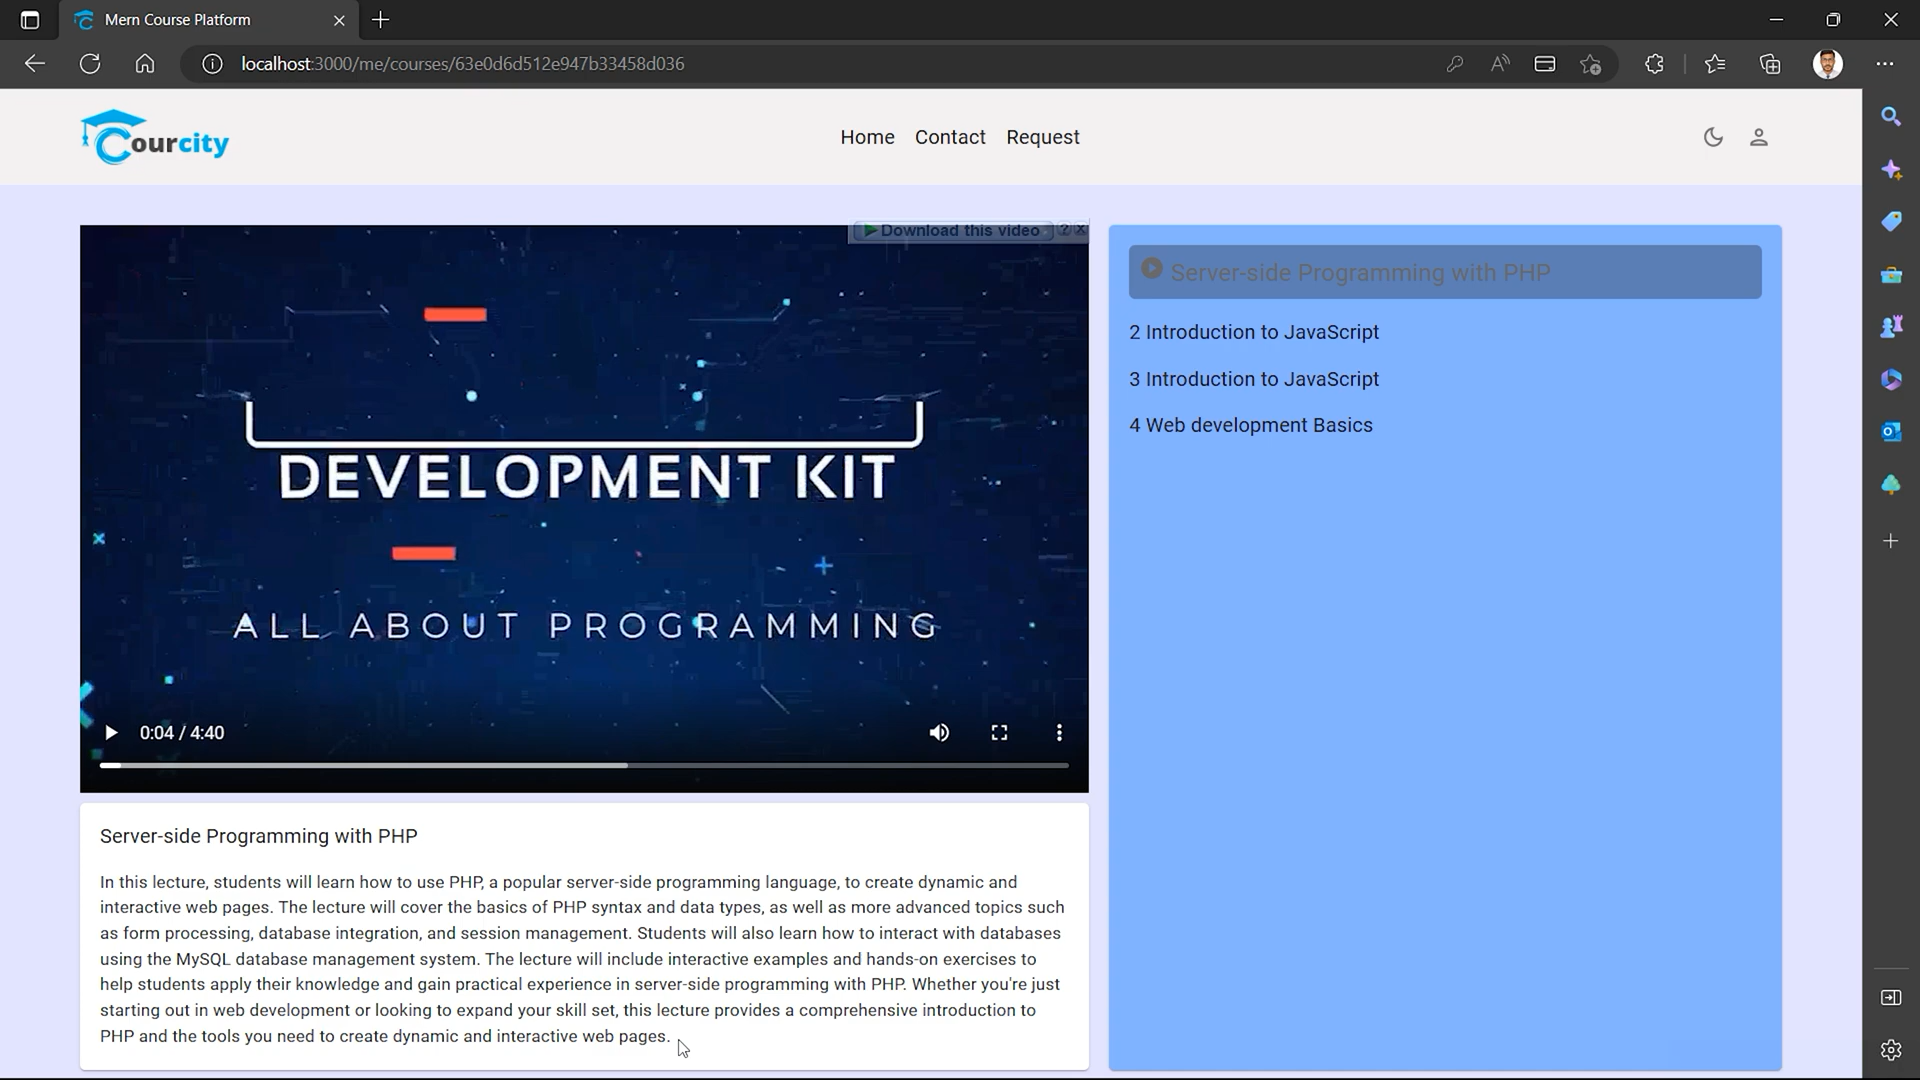 Mern Course Platform
localhost:3000/me/courses/63e0d6d512e947b33458d036
Courcity
Home Contact Request
Download this video ? x
DEVELOPMENT KIT
ALL ABOUT PROGRAMMING
0:04 / 4:40
Server-side Programming with PHP
In this lecture, students will learn how to use PHP, a popular server-side programming language, to create dynamic and
interactive web pages. The lecture will cover the basics of PHP syntax and data types, as well as more advanced topics such
as form processing, database integration, and session management. Students will also learn how to interact with databases
using the MySQL database management system. The lecture will include interactive examples and hands-on exercises to
help students apply their knowledge and gain practical experience in server-side programming with PHP. Whether you're just
starting out in web development or looking to expand your skill set, this lecture provides a comprehensive introduction to
PHP and the tools you need to create dynamic and interactive web pages.
Server-side Programming with PHP
2 Introduction to JavaScript
3 Introduction to JavaScript
4 Web development Basics